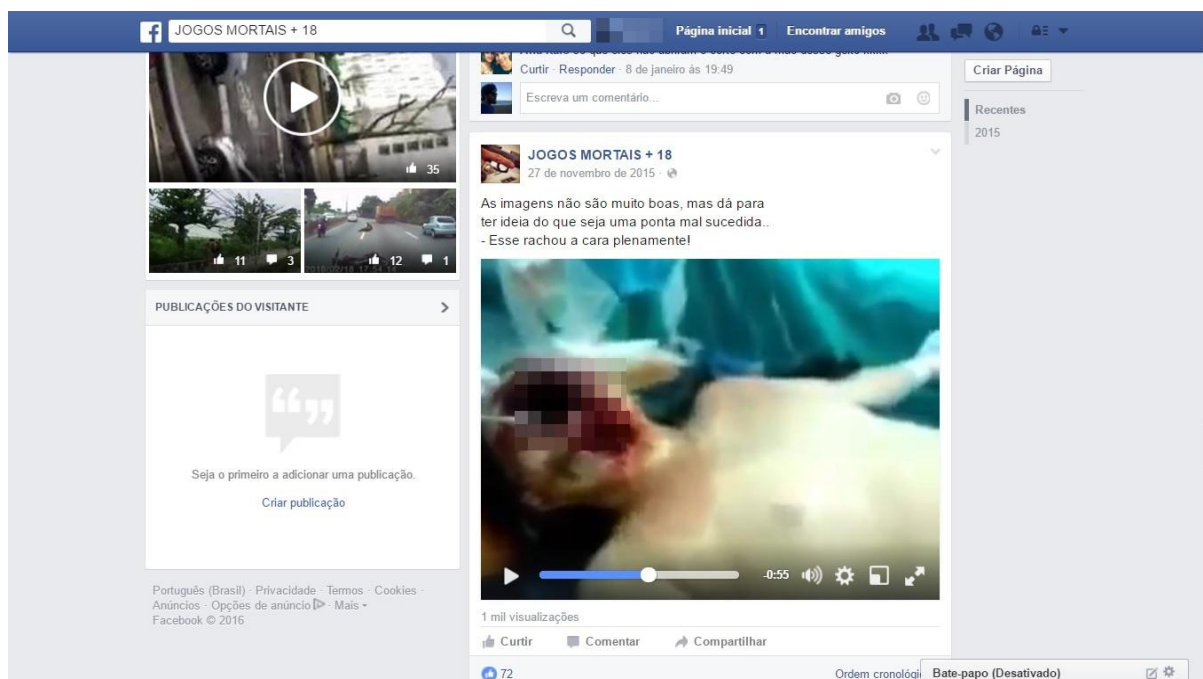 JOGOS MORTAIS + 18
Página inicial 1 Encontrar amigos
Curtir · Responder · 8 de janeiro às 19:49
Escreva um comentário...
Criar Página
Recentes
2015
35
11 3
12 1
JOGOS MORTAIS + 18
27 de novembro de 2015
As imagens não são muito boas, mas dá para
ter ideia do que seja uma ponta mal sucedida..
- Esse rachou a cara plenamente!
PUBLICAÇÕES DO VISITANTE
Seja o primeiro a adicionar uma publicação.
Criar publicação
Português (Brasil) · Privacidade · Termos · Cookies ·
Anúncios · Opções de anúncio · Mais
Facebook © 2016
-0:55
1 mil visualizações
Curtir Comentar Compartilhar
72
Ordem
Bate-papo (Desativado)